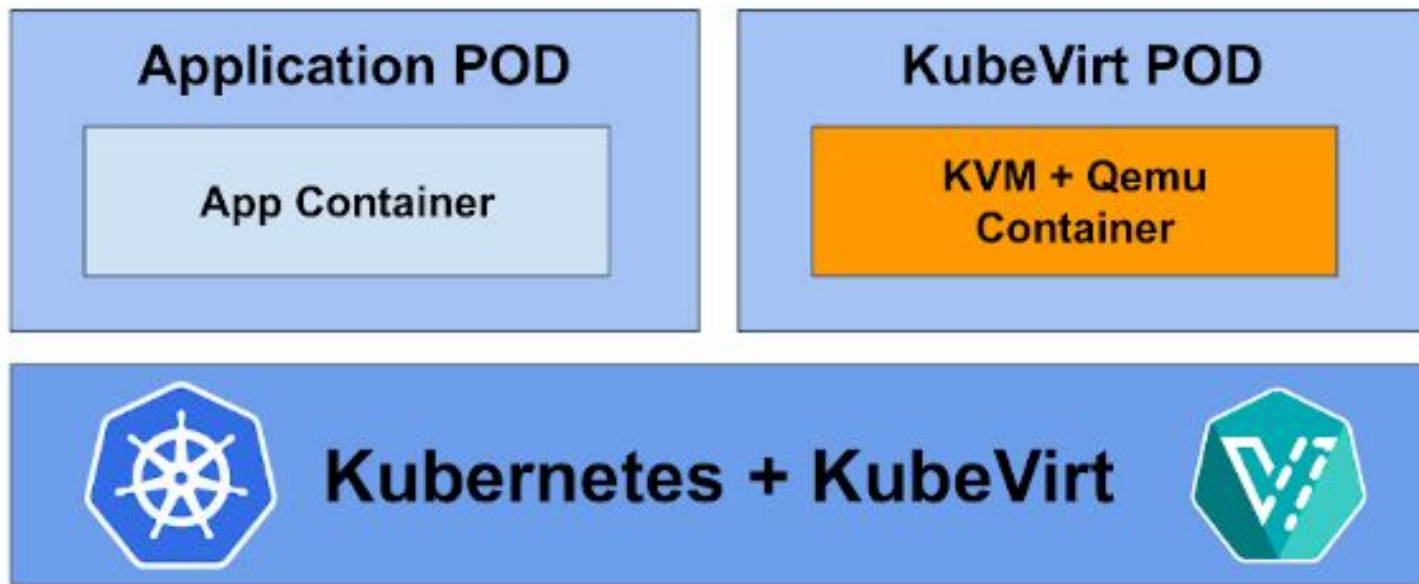 Application POD
App Container
KubeVirt POD
KVM + Qemu
Container
Kubernetes + KubeVirt